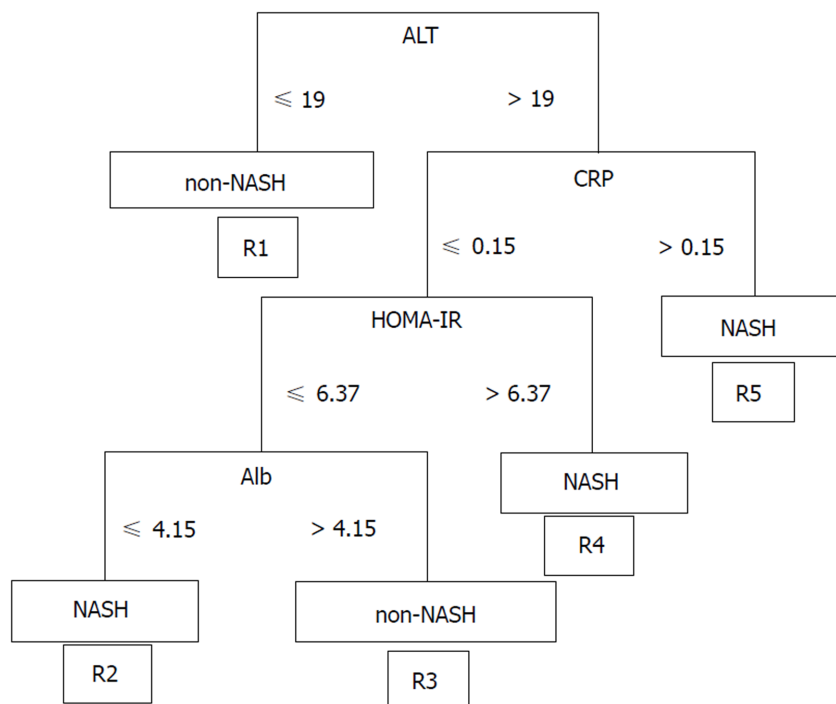 ALT
≤ 19
> 19
non-NASH
R1
CRP
≤ 0.15
> 0.15
HOMA-IR
NASH
R5
≤ 6.37
> 6.37
Alb
NASH
R4
≤ 4.15
> 4.15
NASH
R2
non-NASH
R3